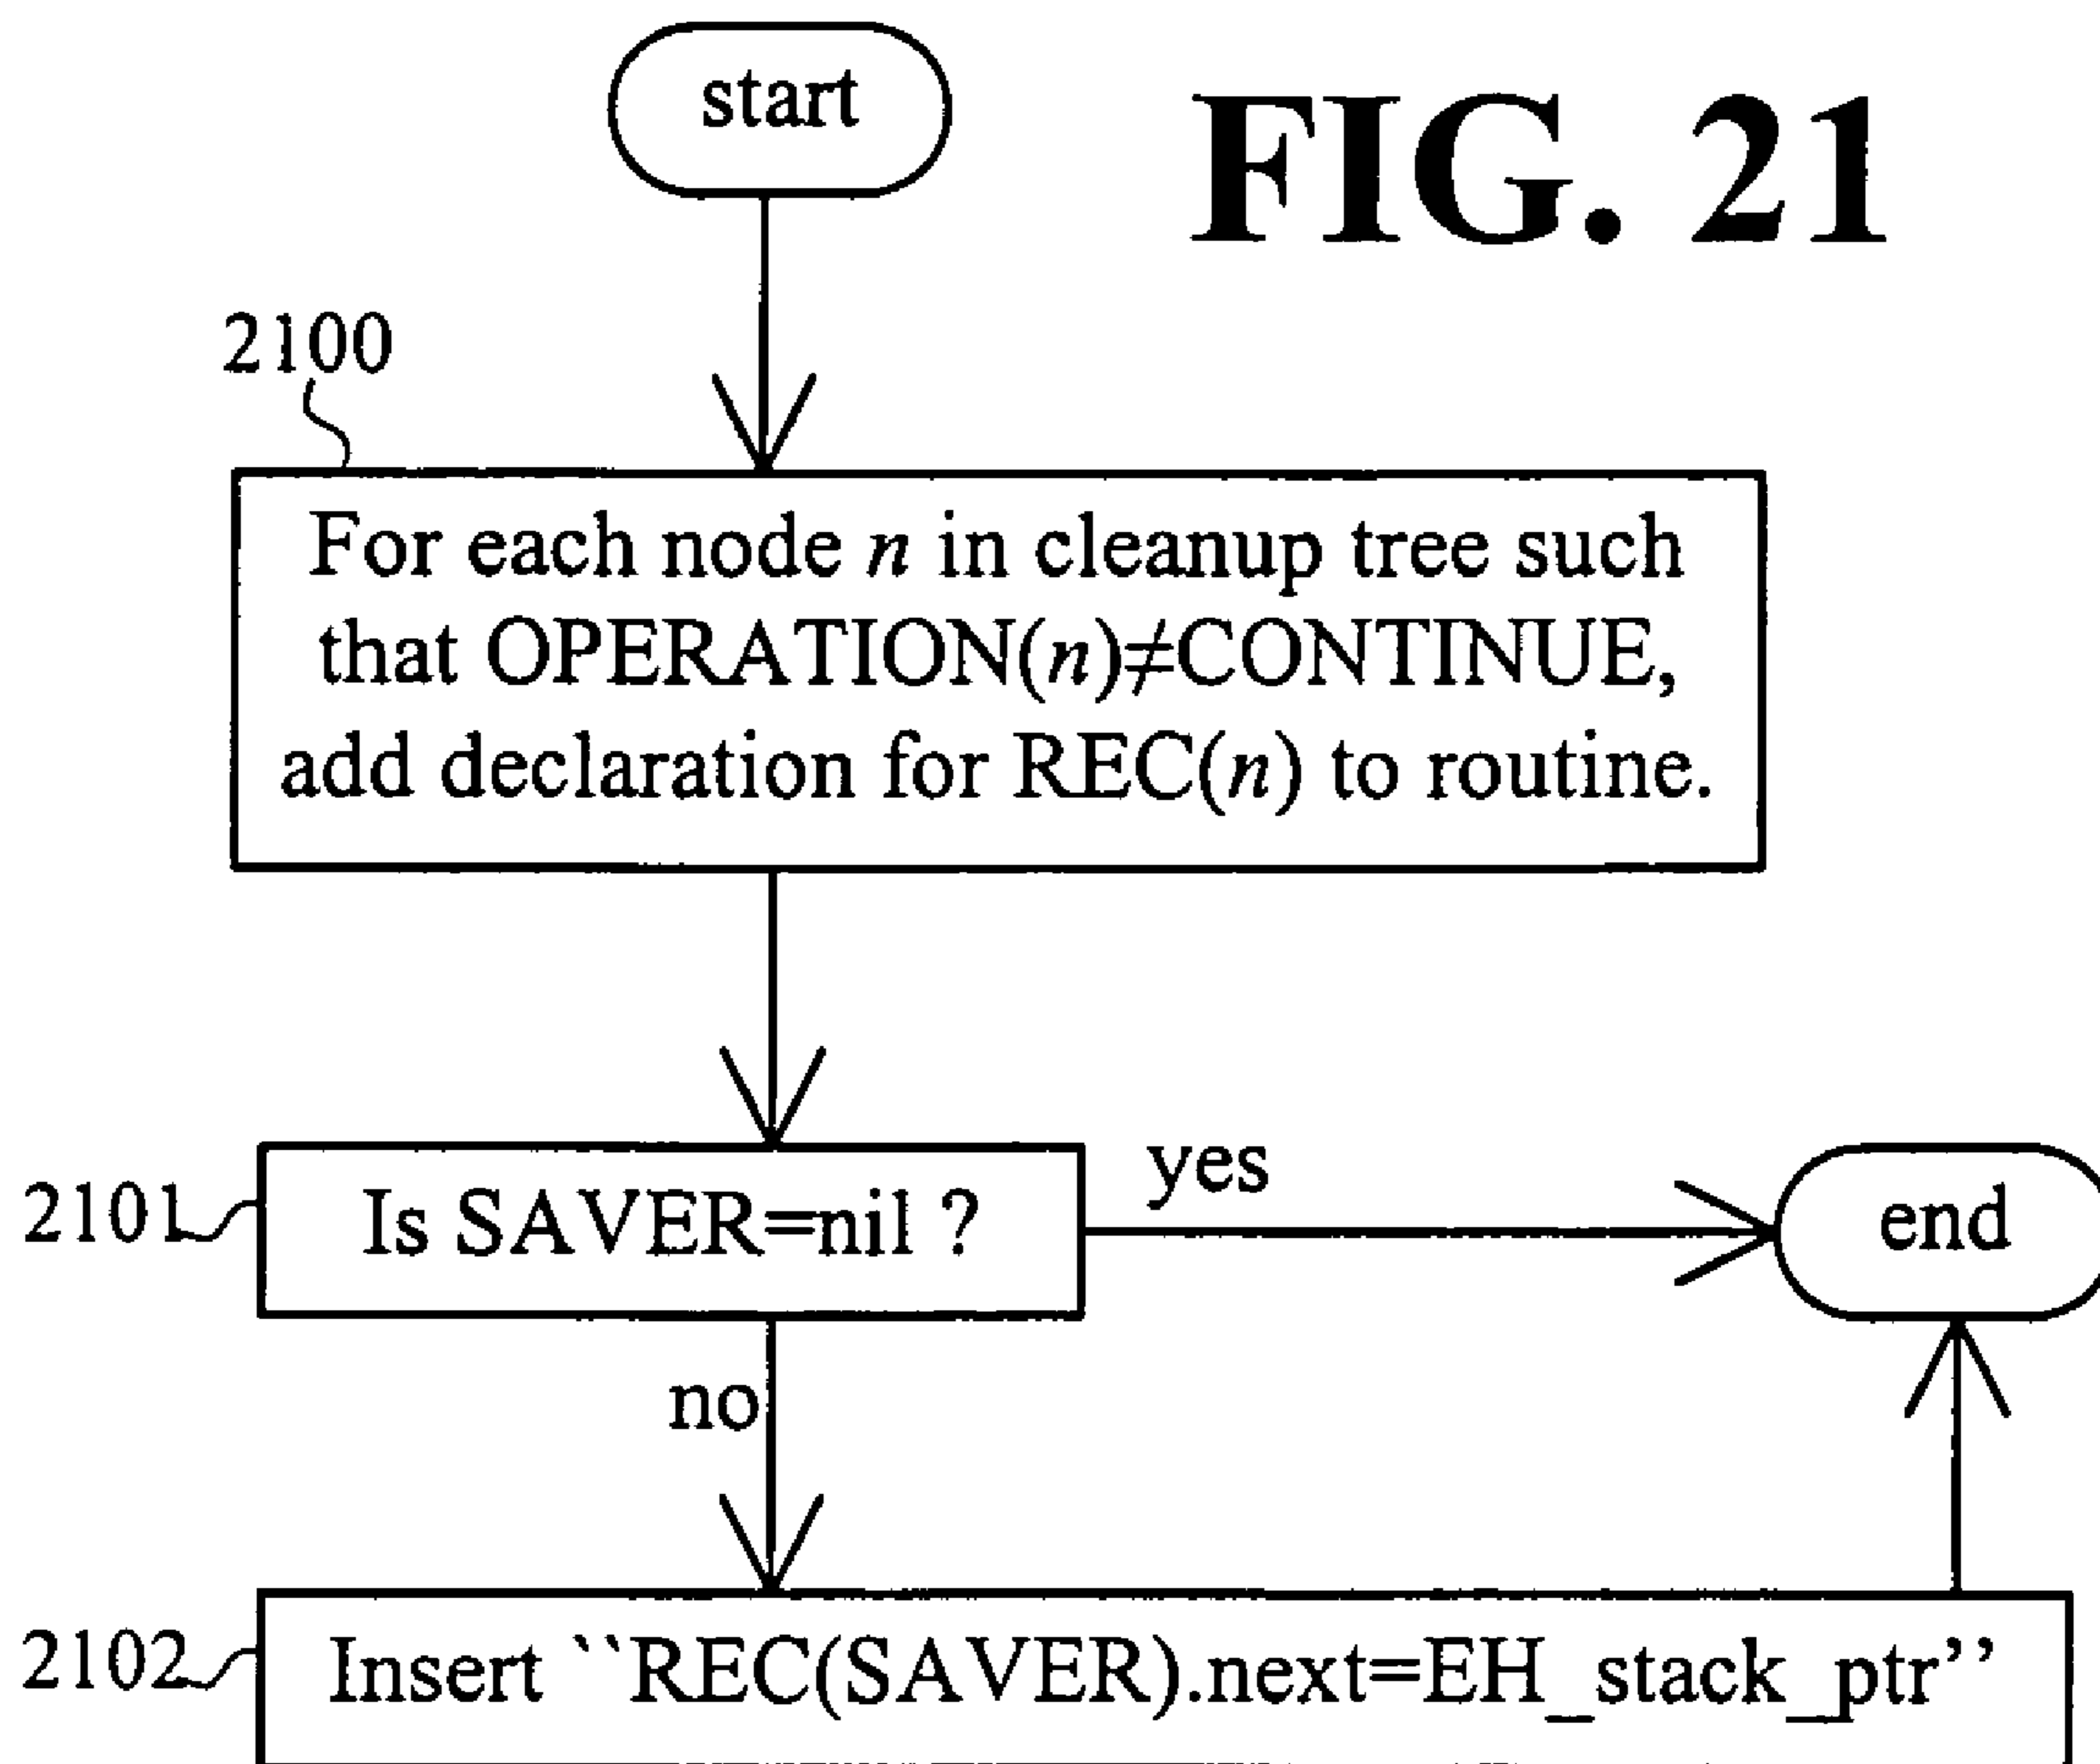 start
FIG. 21
2100
For each node n in cleanup tree such
that OPERATION(n)≠CONTINUE,
add declaration for REC(n) to routine.
2101
Is SAVER=nil ?
yes
end
no
2102
Insert ``REC(SAVER).next=EH_stack_ptr’’